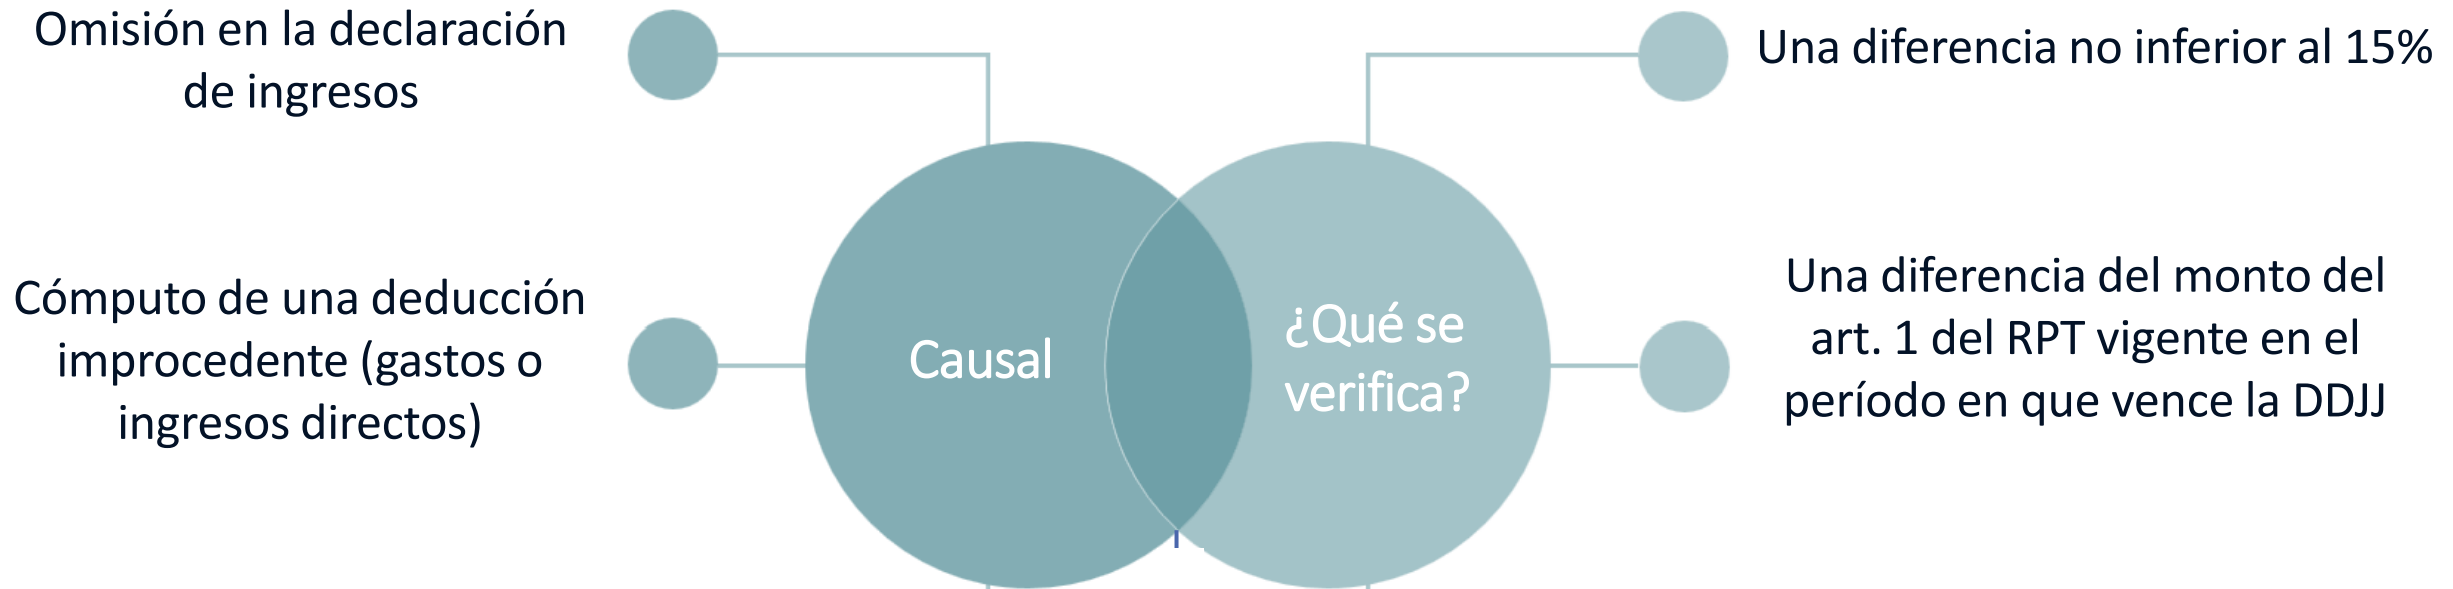 Omisión en la declaración
de ingresos
Cómputo de una deducción
improcedente (gastos o
ingresos directos)
Causal
¿Qué se
verifica?
Una diferencia no inferior al 15%
Una diferencia del monto del
art. 1 del RPT vigente en el
período en que vence la DDJJ